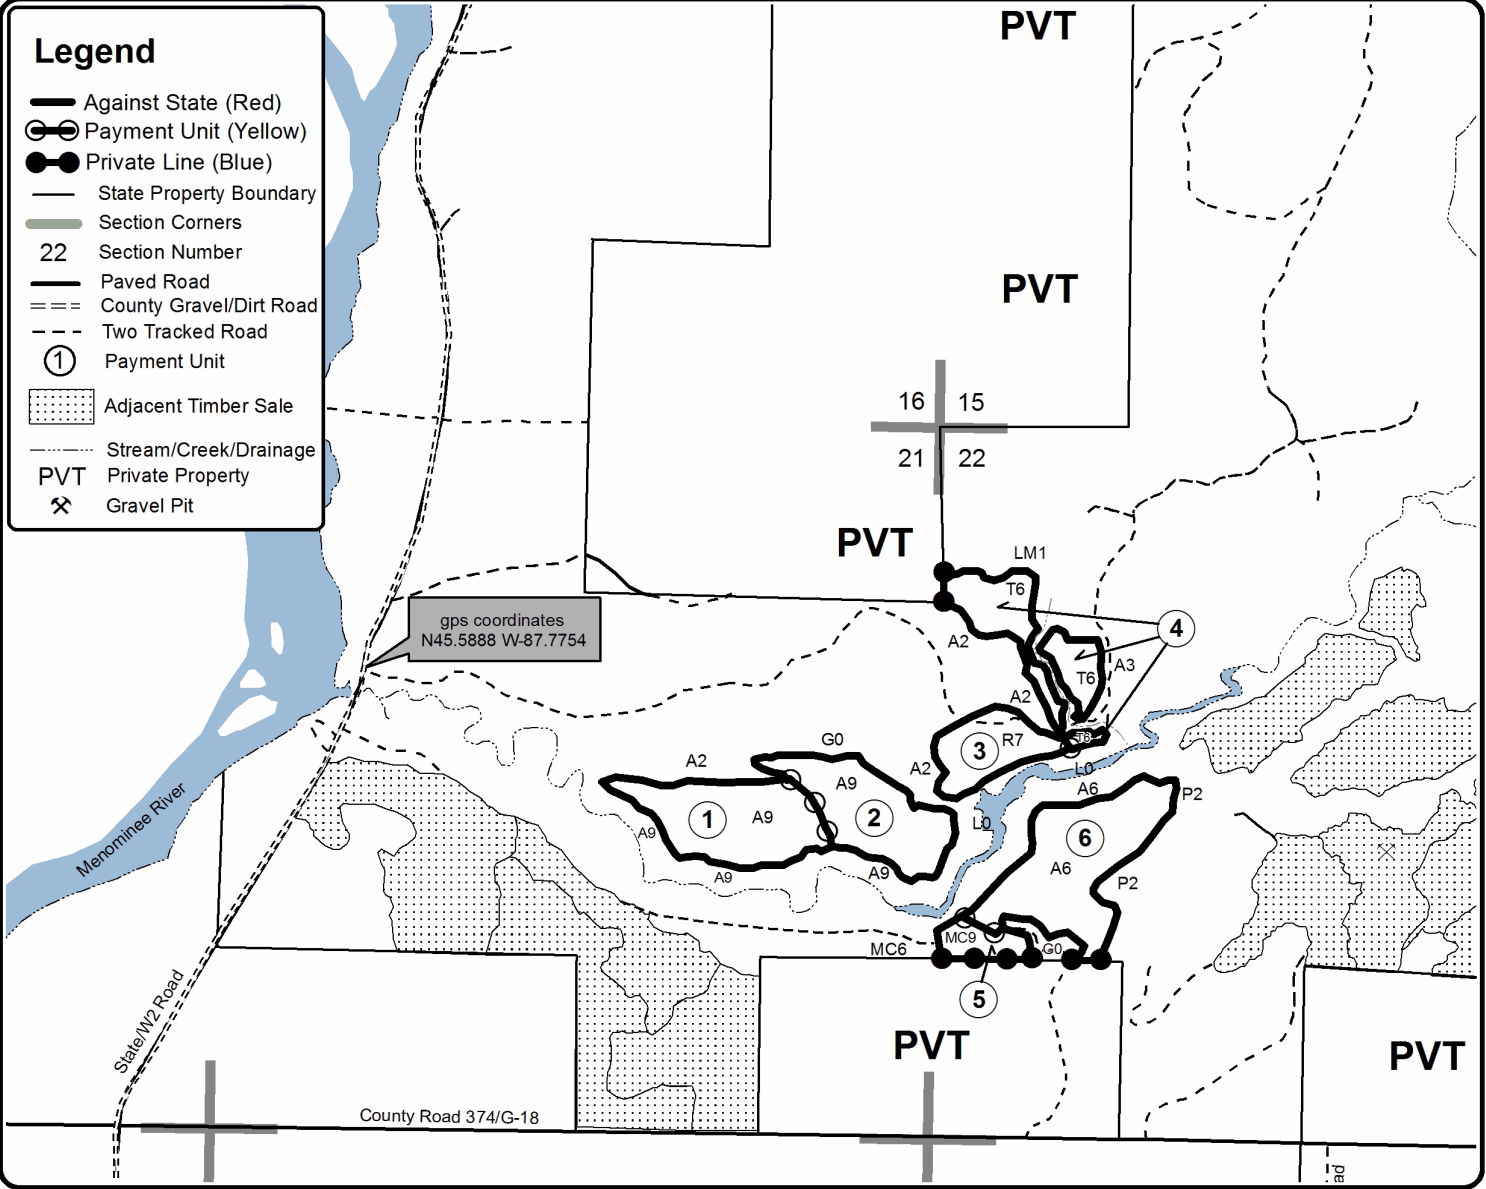 Legend
Against State (Red)
Payment Unit (Yellow)
Private Line (Blue)
State Property Boundary
Section Corners
22 Section Number
Paved Road
County Gravel/Dirt Road
Two Tracked Road
1 Payment Unit
Adjacent Timber Sale
Stream/Creek/Drainage
PVT Private Property
Gravel Pit
PVT
PVT
16 15
21 22
PVT
LM1
T6
4
A2
gps coordinates
N45.5888 W-87.7754
A3
T6
A2
G0
R7
T6
3
A2
A2
L0
A9
A6
P2
1
A9
2
L0
A9
6
A6
A9
A9
P2
Menominee River
MC9
MC6
G0
5
State/W2 Road
PVT
PVT
County Road 374/G-18
ad